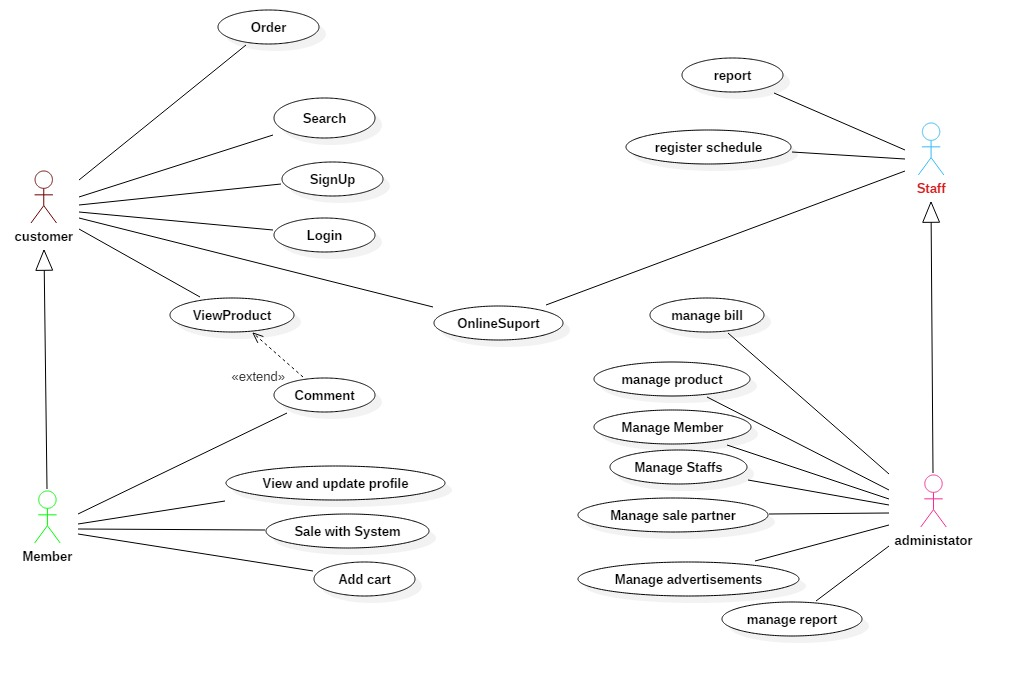 Order
report
Search
register schedule
SignUp
Staff
customer
Login
ViewProduct
OnlineSuport
manage bill
«extend»
manage product
Comment
Manage Member
Manage Staffs
View and update profile
Manage sale partner
Sale with System
administator
Member
Add cart
Manage advertisements
manage report